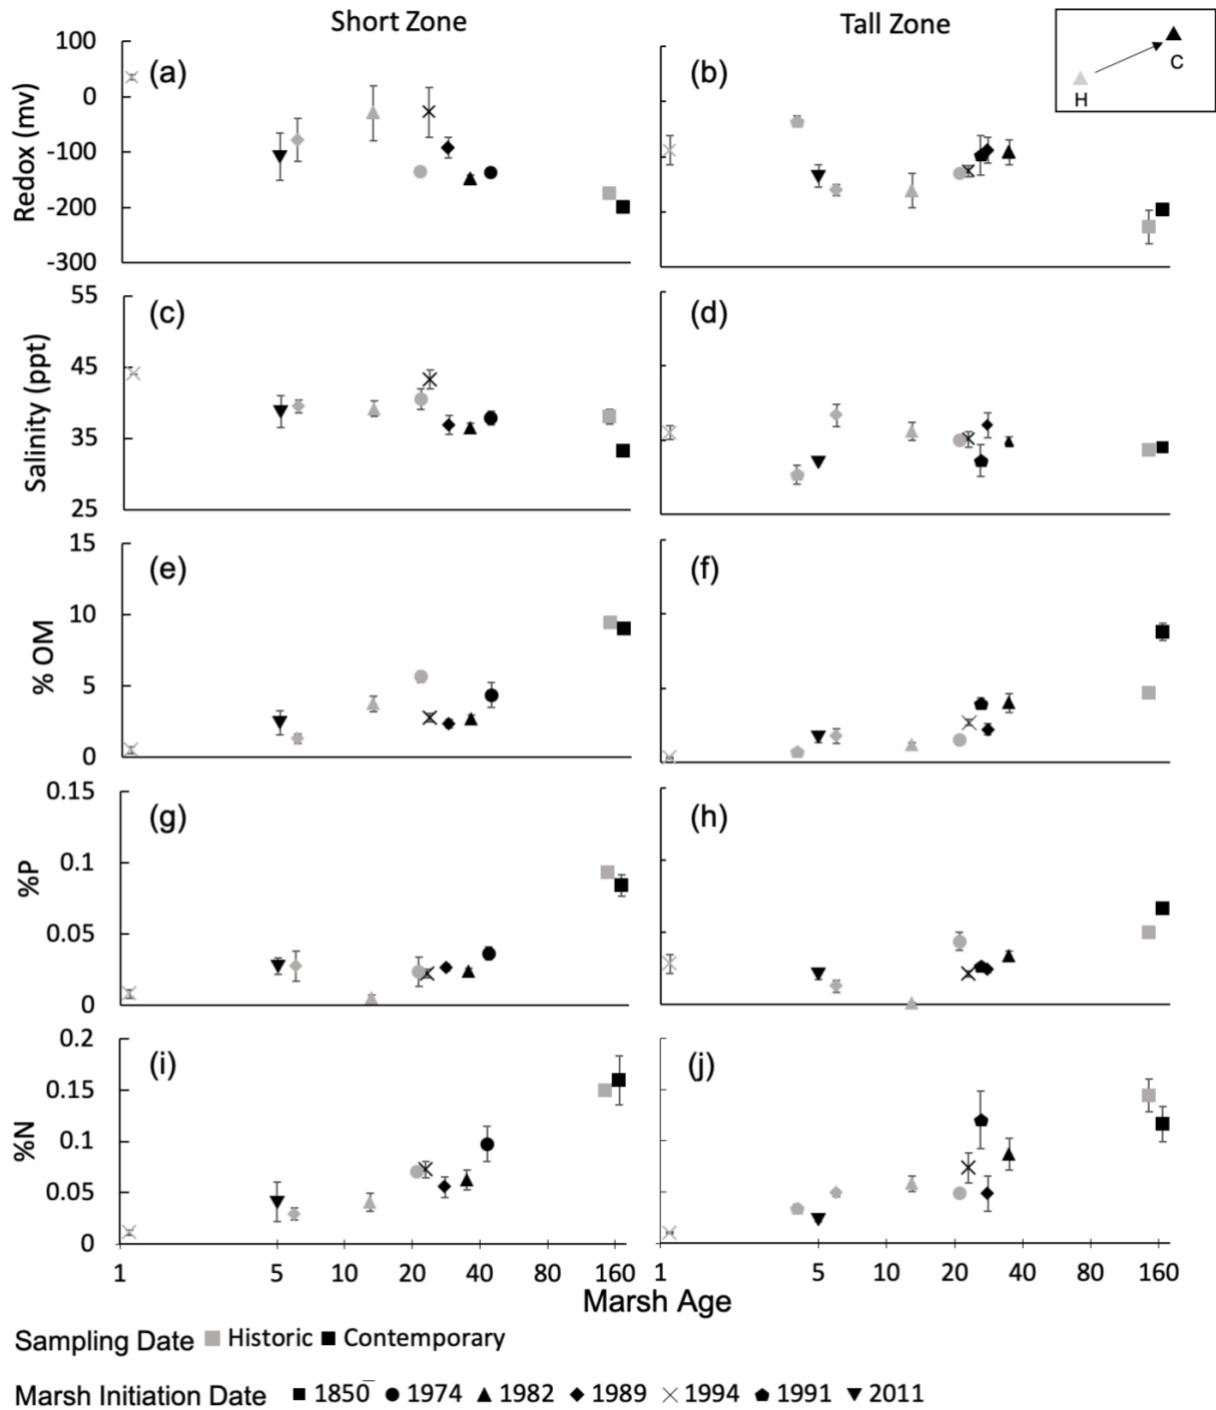 Short Zone
Tall Zone
H
C
Redox (mv)
100
0
-100
-200
-300
(a)
(b)
Salinity (ppt)
55
45
35
25
(c)
(d)
% OM
15
10
5
0
(e)
(f)
%P
0.15
0.1
0.05
0
(g)
(h)
%N
0.2
0.15
0.1
0.05
0
(i)
(j)
1 5 10 20 40 80 160
1 5 10 20 40 80 160
Marsh Age
Sampling Date Historic Contemporary
Marsh Initiation Date 1850 1974 1982 1989 1994 1991 2011